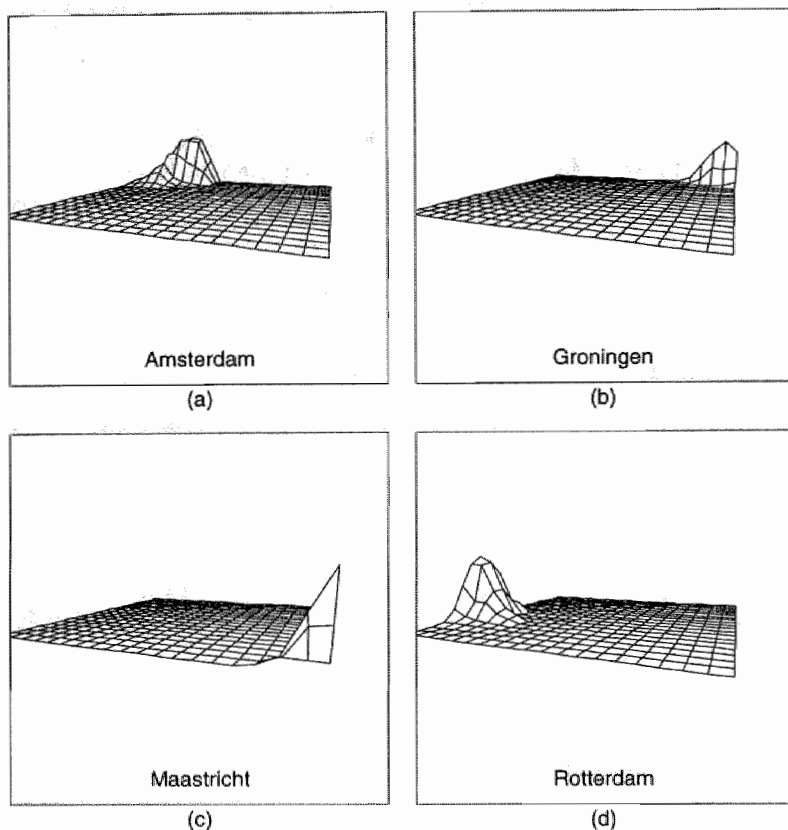 Amsterdam
(a)
Groningen
(b)
Maastricht
(c)
Rotterdam
(d)